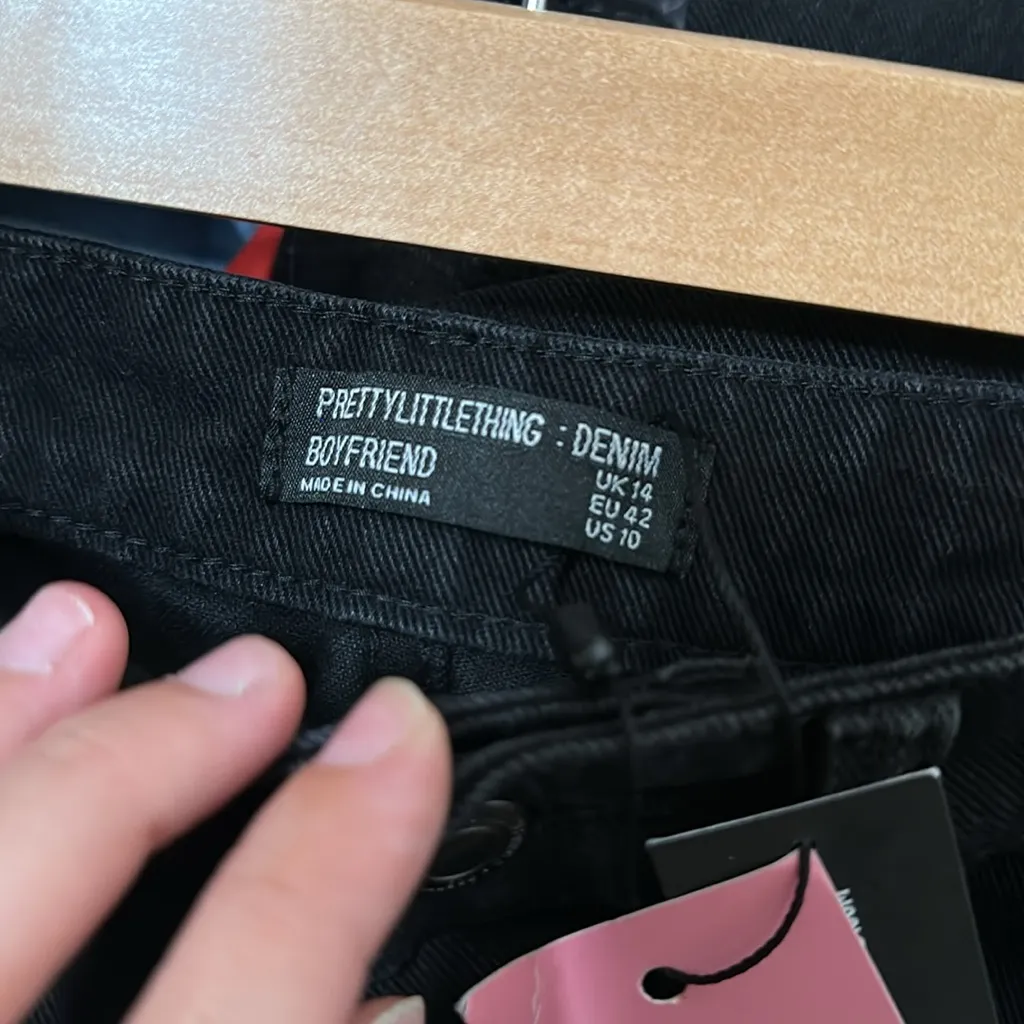 PRETTYLITTLETHING : DENIM
BOYFRIEND
MADE IN CHINA
UK 14
EU 42
US 10